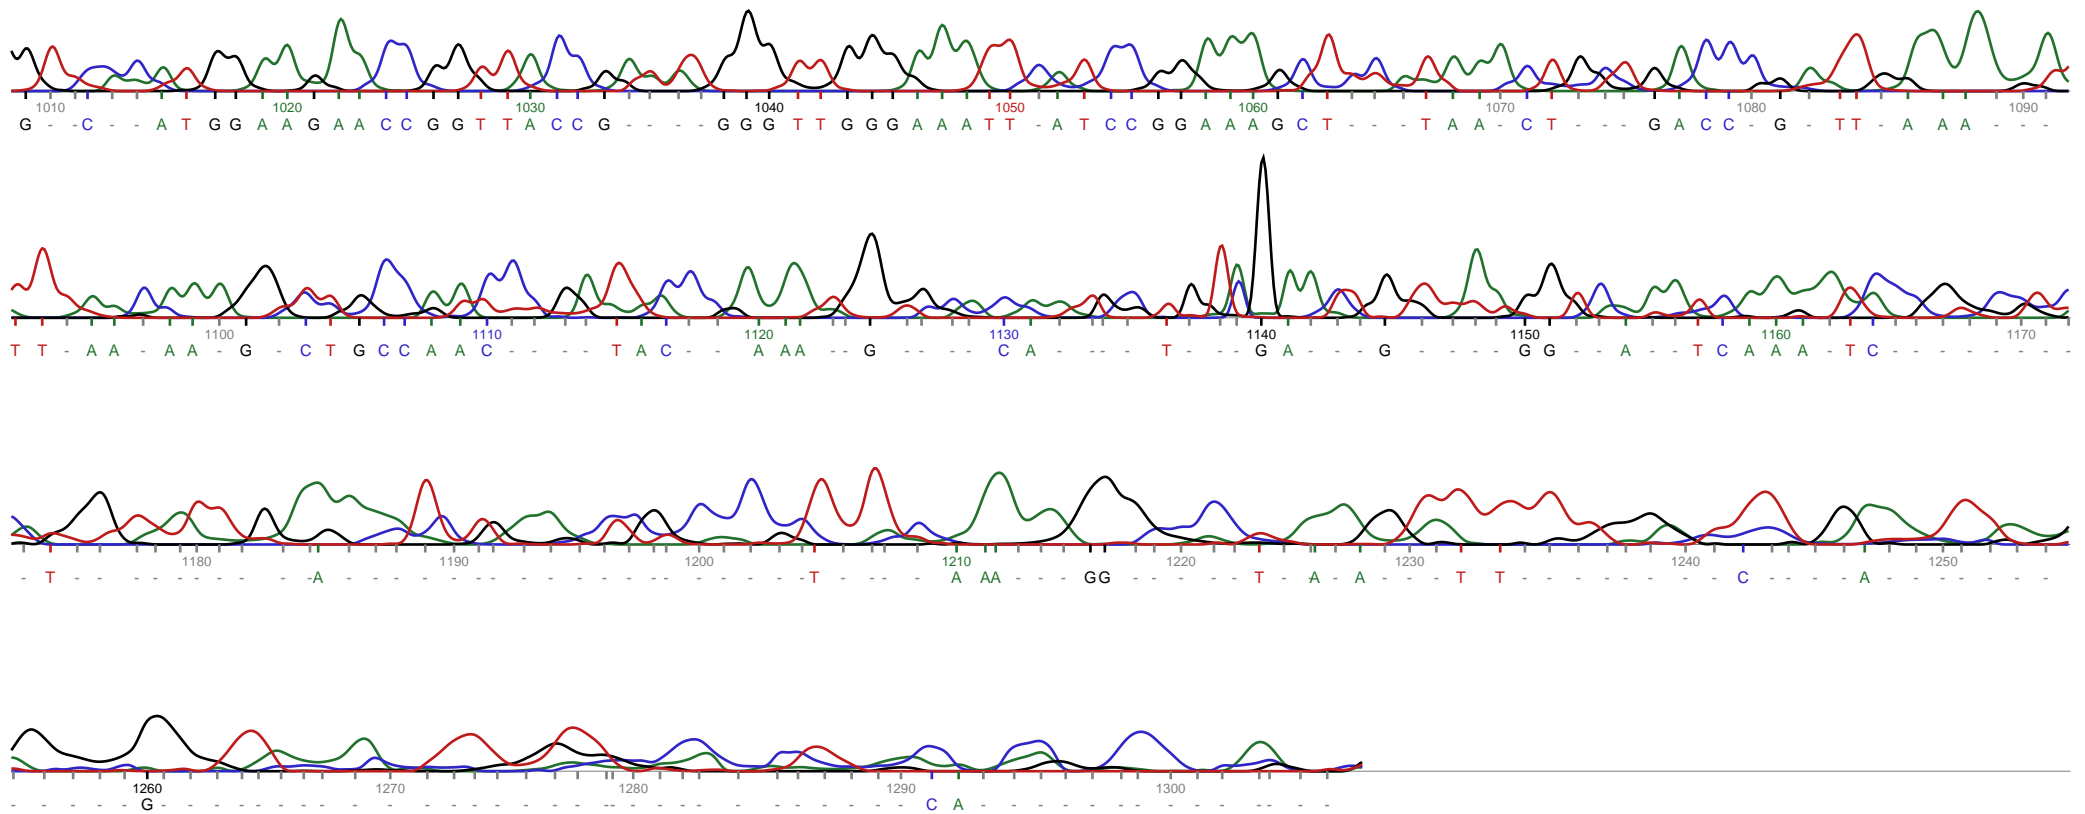 1010 1020 1030 1040 1050 1060 1070 1080 1090
G - - C - - A T G G A A G A A C C G G T T A C C G - - - - G G G T T G G G A A A T T - A T C C G G A A A G C T - - - T A A - C T - - - G A C C - G - T T - A A A - - -
1100 1110 1120 1130 1140 1150 1160 1170
T T - A A - A A - G - C T G C C A A C - - - - T A C - - A A A - - G - - - - C A - - - - T - - - G A - - - G - - - - G G - - A - - T C A A A - T C - - - - - - - -
1180 1190 1200 1210 1220 1230 1240 1250
- T - - - - - - - - - A - - - - - - - - - - - - - - - - - - - T - - - - - A A A - - - G G - - - - T - A - A - - - T T - - - - - - - - C - - - - A - - - - - - -
1260 1270 1280 1290 1300
- - - - - G - - - - - - - - - - - - - - - - - - - - - - - - - - - - - - - C A - - - - - - - - - - - - - - -